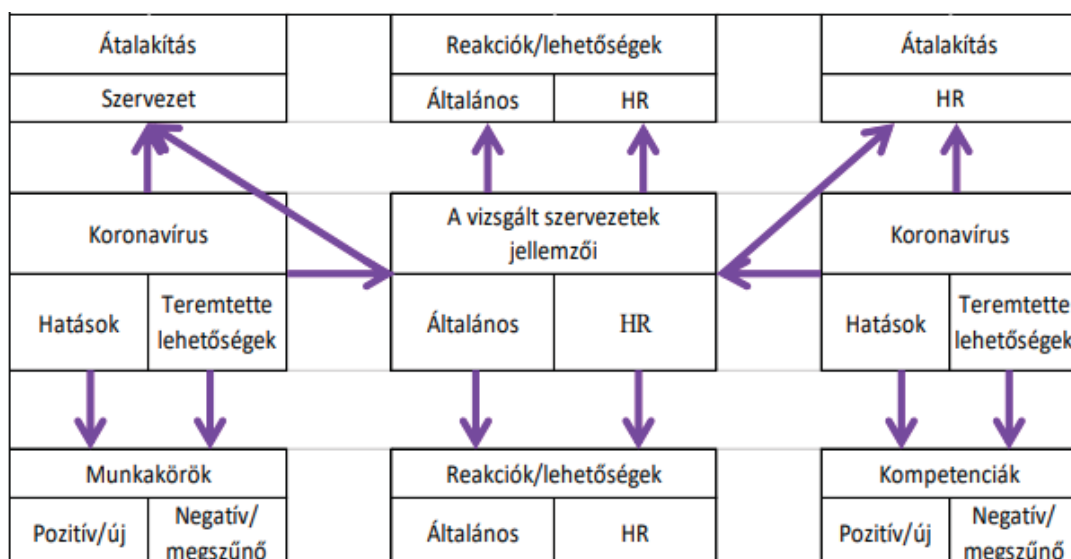 Átalakítás
Reakciók/lehetőségek
Átalakítás
Szervezet
Általános
HR
HR
Koronavírus
A vizsgált szervezetek
jellemzői
Koronavírus
Hatások
Teremtette
lehetőségek
Általános
HR
Hatások
Teremtette
lehetőségek
Munkakörök
Reakciók/lehetőségek
Kompetenciák
Pozitív/új
Negatív/
megszűnő
Általános
HR
Pozitív/új
Negatív/
megszűnő